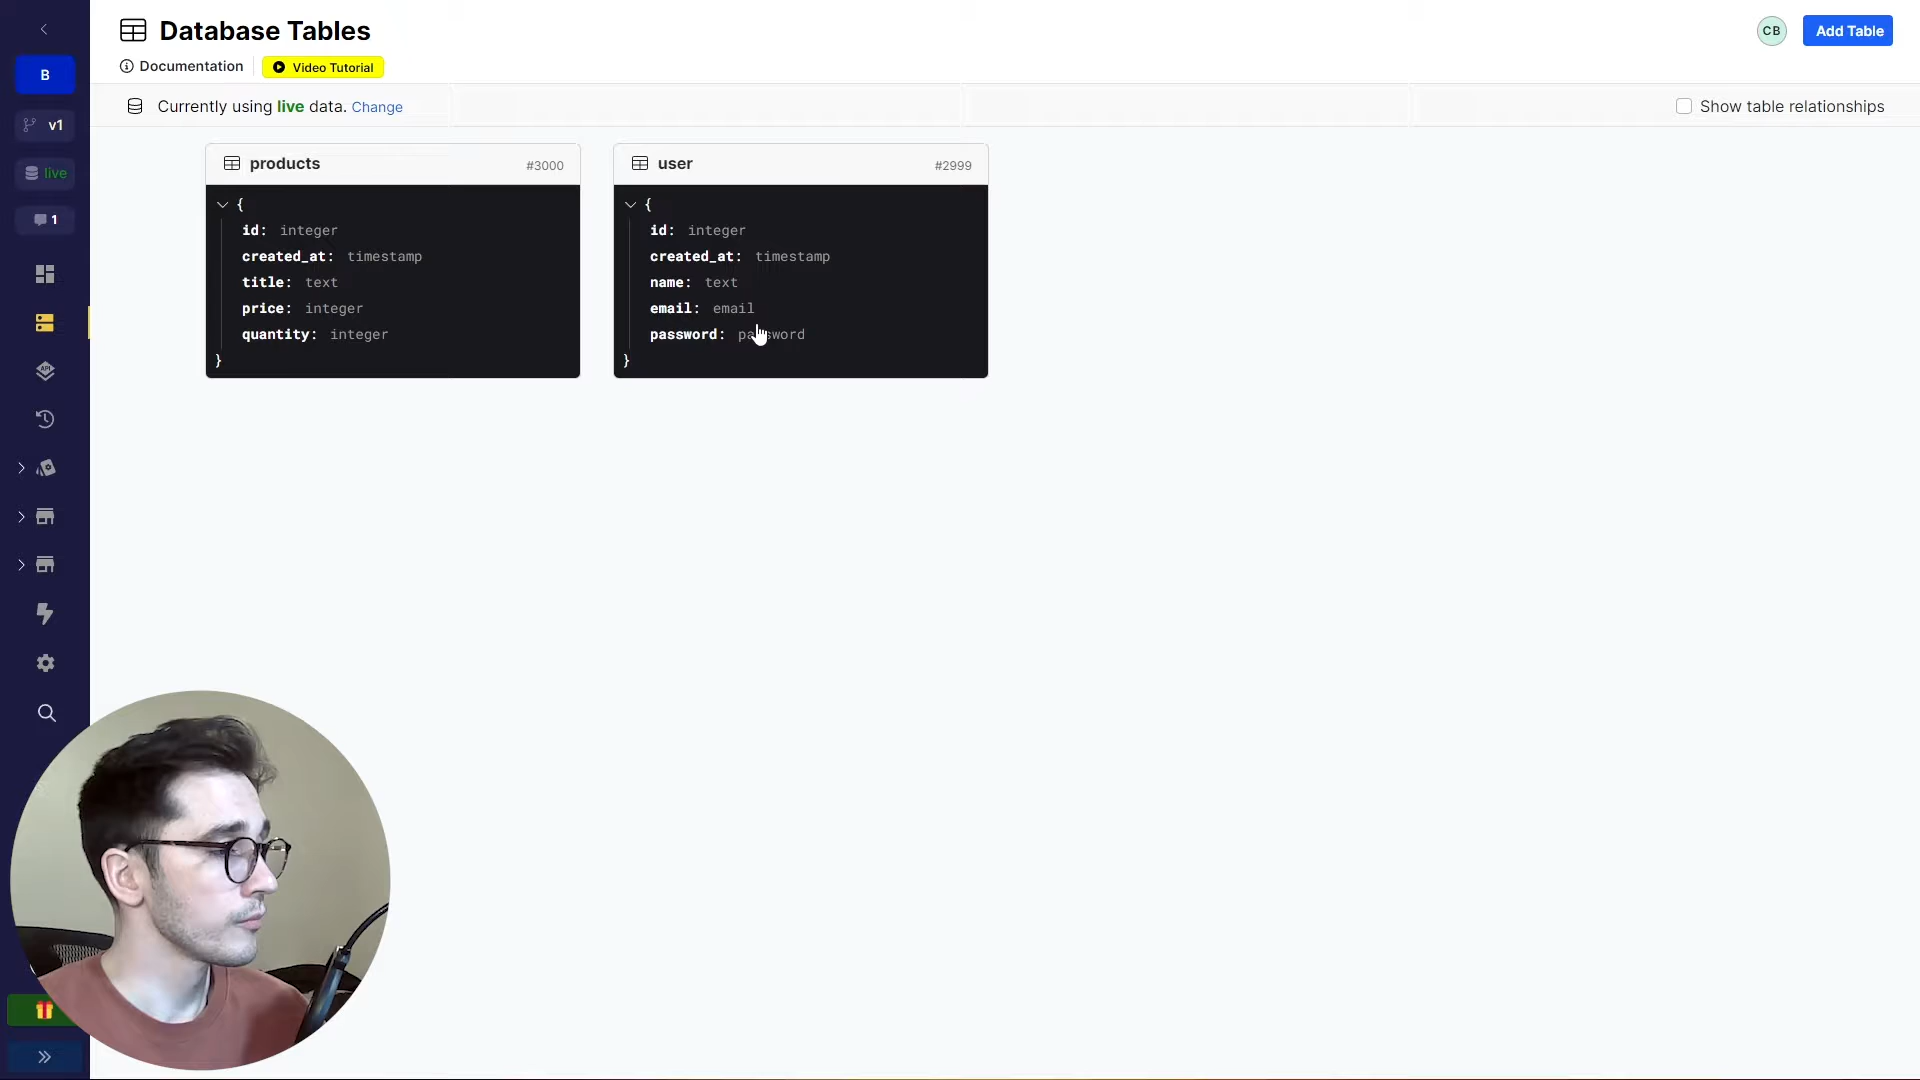 Database Tables
CB
Add Table
Documentation
Video Tutorial
B
Currently using live data. Change
Show table relationships
v1
live
1
products #3000
{
id: integer
created_at: timestamp
title: text
price: integer
quantity: integer
}
user #2999
{
id: integer
created_at: timestamp
name: text
email: email
password: password
}
API